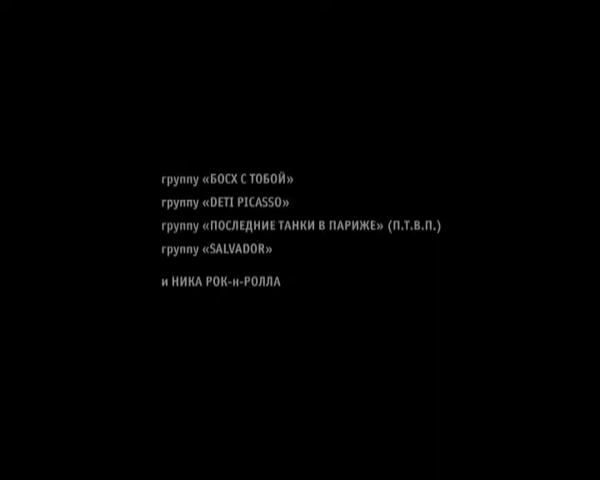 группу «БОСХ С ТОБОЙ»
группу «DETI PICASSO»
группу «ПОСЛЕДНИЕ ТАНКИ В ПАРИЖЕ» (П.Т.В.П.)
группу «SALVADOR»
и НИКА РОК-н-РОЛЛА